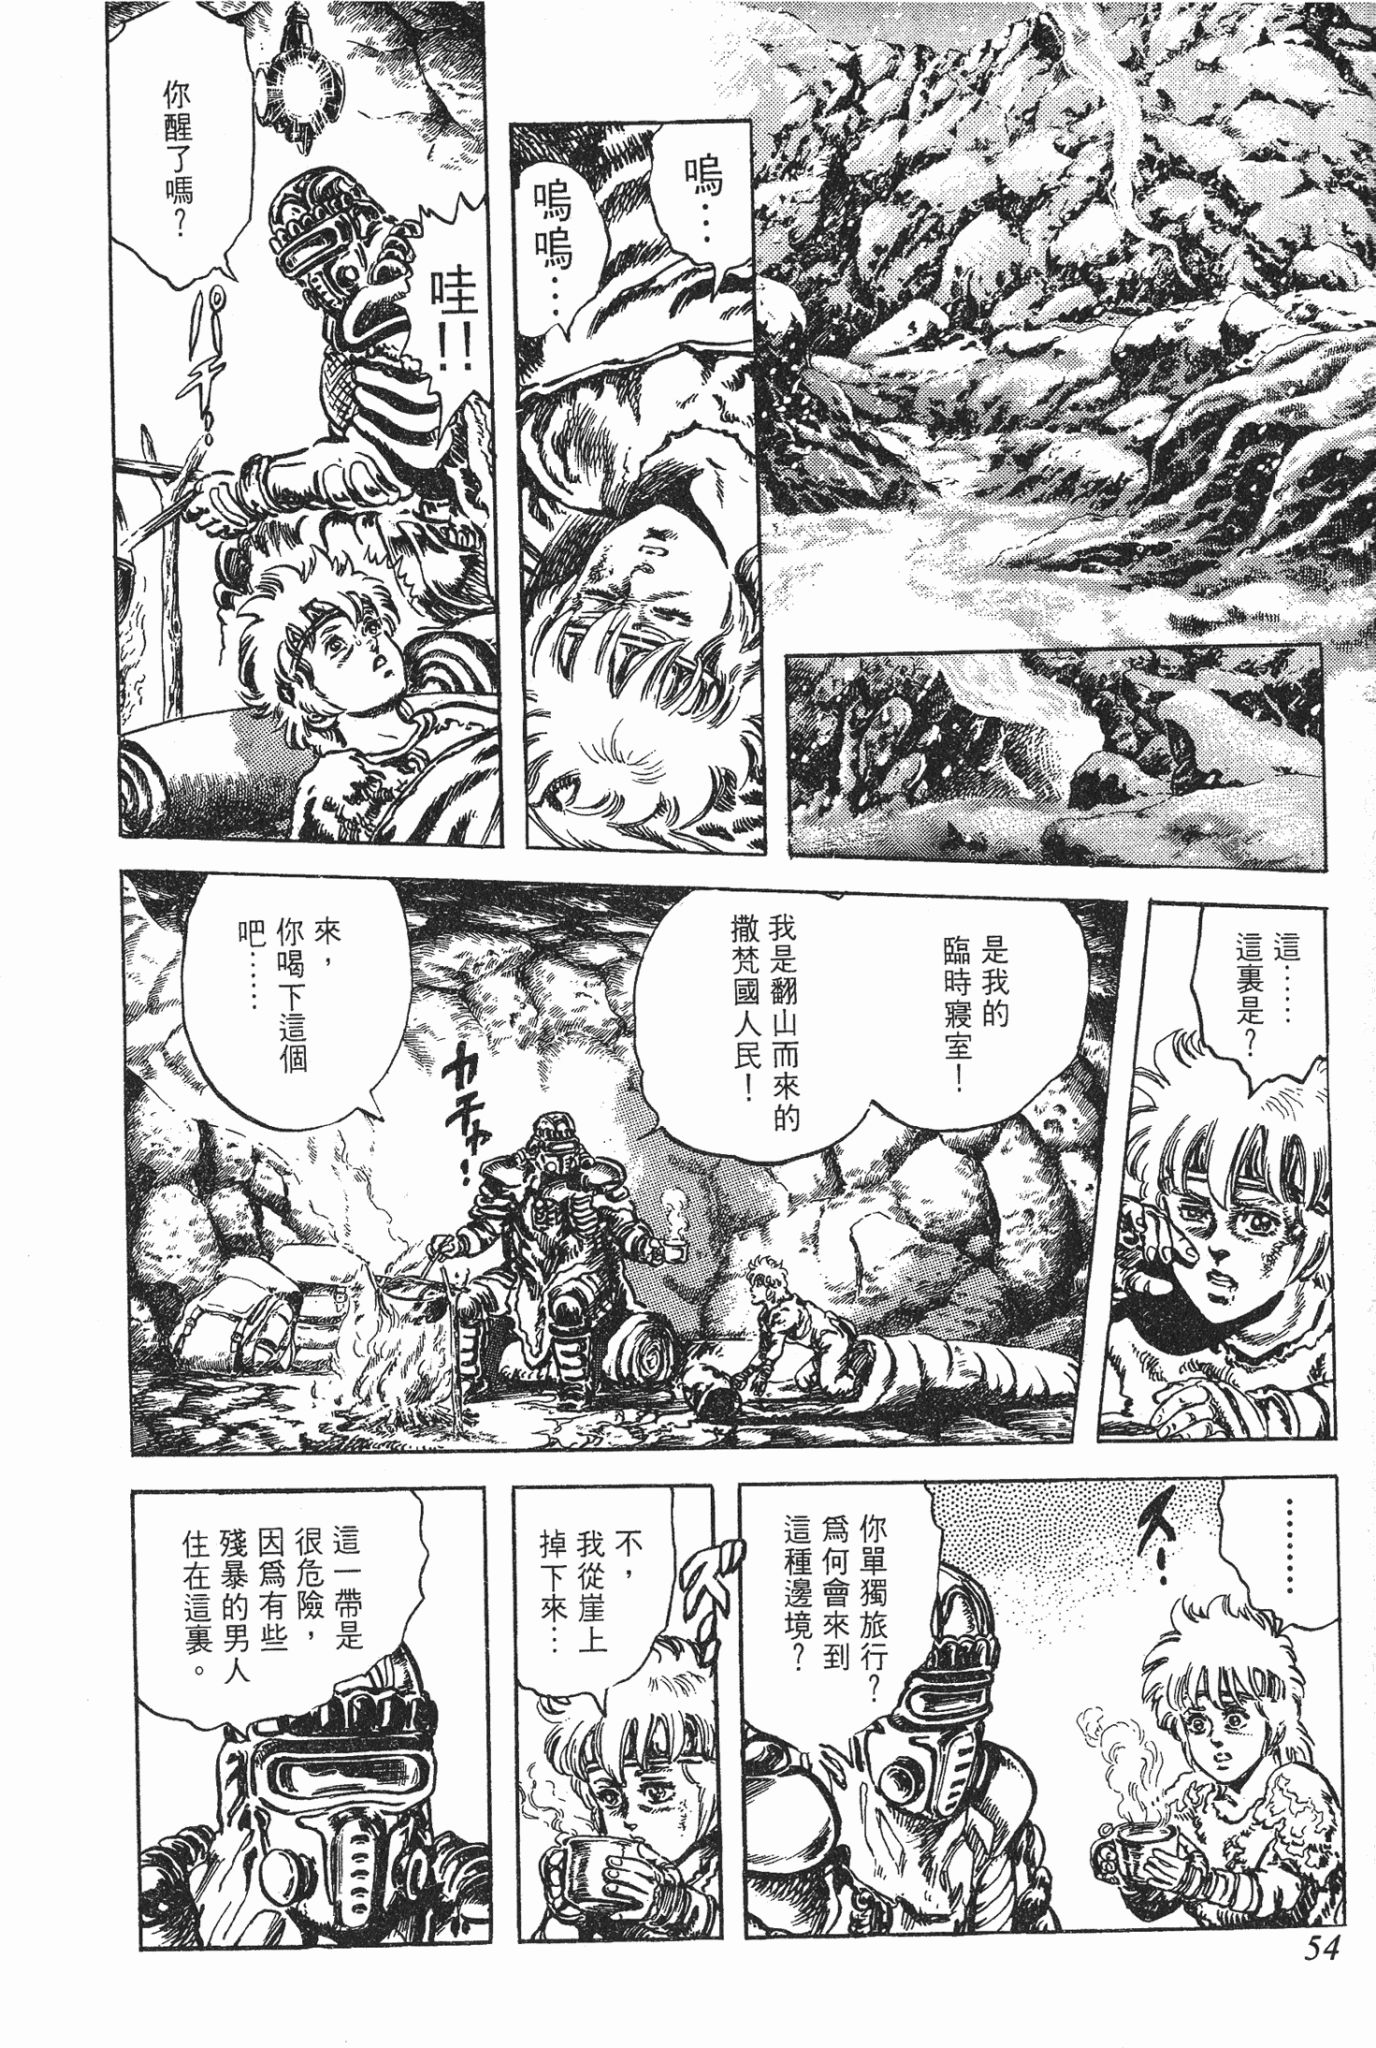 嗚…
嗚嗚…
哇!!
你醒了嗎？
パチッ
這……
這裏是？
是我的
臨時寢室！
我是翻山而來的
撒梵國人民！
カチャッ
來，
你喝下這個
吧……
………
ス…
你單獨旅行？
爲何會來到
這種邊境？
ズ…
不，
我從崖上
掉下來…
這一帶是
很危險，
因爲有些
殘暴的男人
住在這裏。
54